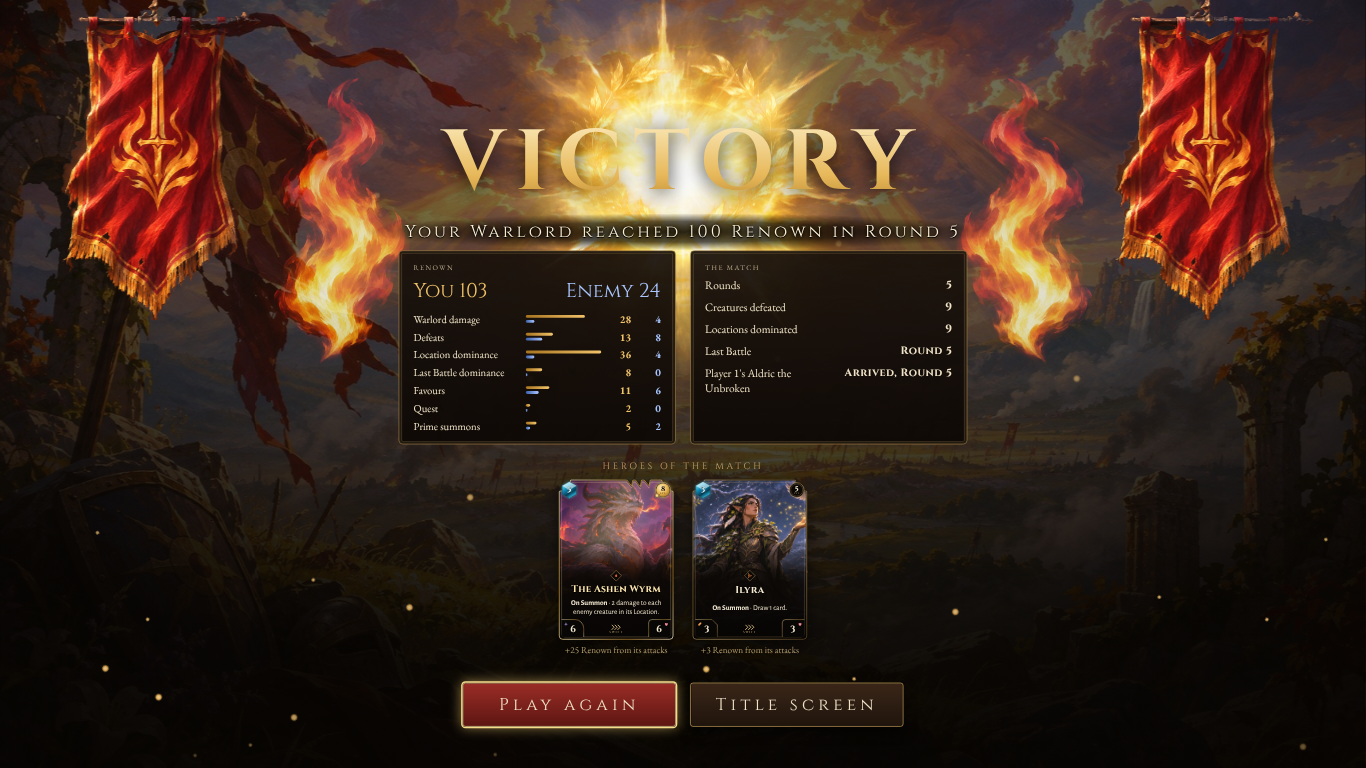 VICTORY
Your Warlord reached 100 Renown in Round 5
RENOWN
You 103 Enemy 24
Warlord damage 28 4
Defeats 13 8
Location dominance 36 4
Last Battle dominance 8 0
Favours 11 6
Quest 2 0
Prime summons 5 2
THE MATCH
Rounds 5
Creatures defeated 9
Locations dominated 9
Last Battle Round 5
Player 1's Aldric the Arrived, Round 5
Unbroken
HEROES OF THE MATCH
8
The Ashen Wyrm
On Summon · 2 damage to each
enemy creature in its Location.
6 6
+25 Renown from its attacks
5
Ilyra
On Summon · Draw 1 card.
3 3
+3 Renown from its attacks
Play again
Title screen